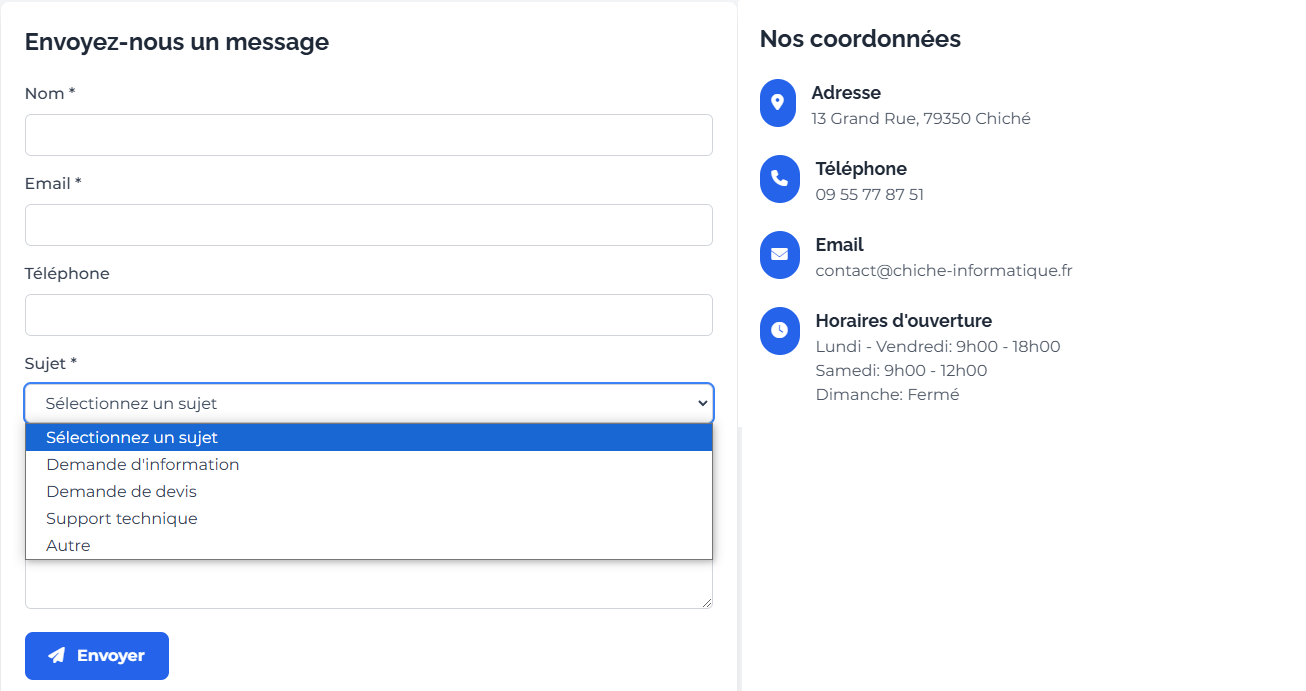 Envoyez-nous un message
Nom *
Email *
Téléphone
Sujet *
Sélectionnez un sujet
Sélectionnez un sujet
Demande d'information
Demande de devis
Support technique
Autre
Envoyer
Nos coordonnées
Adresse
13 Grand Rue, 79350 Chiché
Téléphone
09 55 77 87 51
Email
contact@chiche-informatique.fr
Horaires d'ouverture
Lundi - Vendredi: 9h00 - 18h00
Samedi: 9h00 - 12h00
Dimanche: Fermé